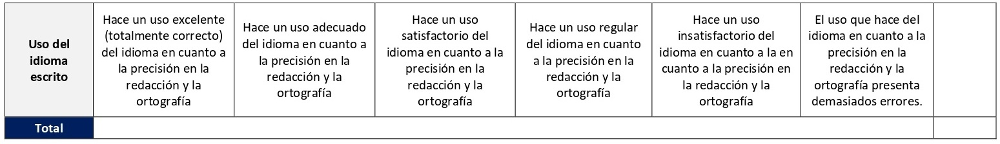 Uso del
idioma
escrito
Hace un uso excelente
(totalmente correcto)
del idioma en cuanto a
la precisión en la
redacción y la
ortografía
Hace un uso adecuado
del idioma en cuanto a
la precisión en la
redacción y la
ortografía
Hace un uso
satisfactorio del
idioma en cuanto a la
precisión en la
redacción y la
ortografía
Hace un uso regular
del idioma en cuanto
a la precisión en la
redacción y la
ortografía
Hace un uso
insatisfactorio del
idioma en cuanto a la en
cuanto a la precisión en
la redacción y la
ortografía
El uso que hace del
idioma en cuanto a la
precisión en la
redacción y la
ortografía presenta
demasiados errores.
Total